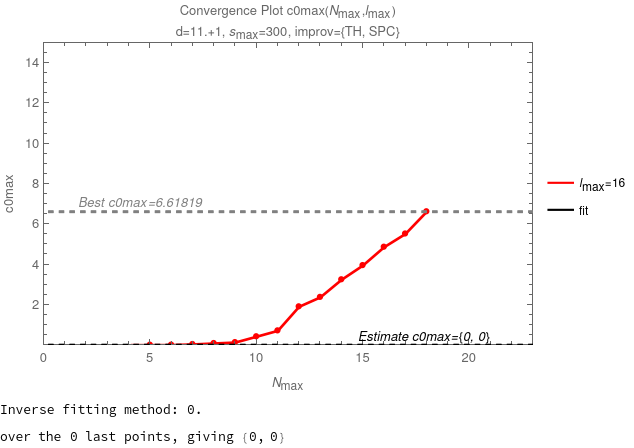 Convergence Plot c0max(Nmax,lmax)
d=11.+1, smax=300, improv={TH, SPC}
c0max
14
12
10
8
6
4
2
Best c0max=6.61819
Estimate c0max={0, 0}
0 5 10 15 20
Nmax
lmax=16
fit
Inverse fitting method: 0.
over the 0 last points, giving {0, 0}